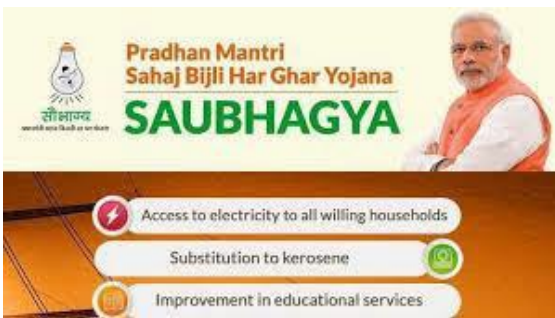 Pradhan Mantri
Sahaj Bijli Har Ghar Yojana
सौभाग्य
SAUBHAGYA
Access to electricity to all willing households
Substitution to kerosene
Improvement in educational services